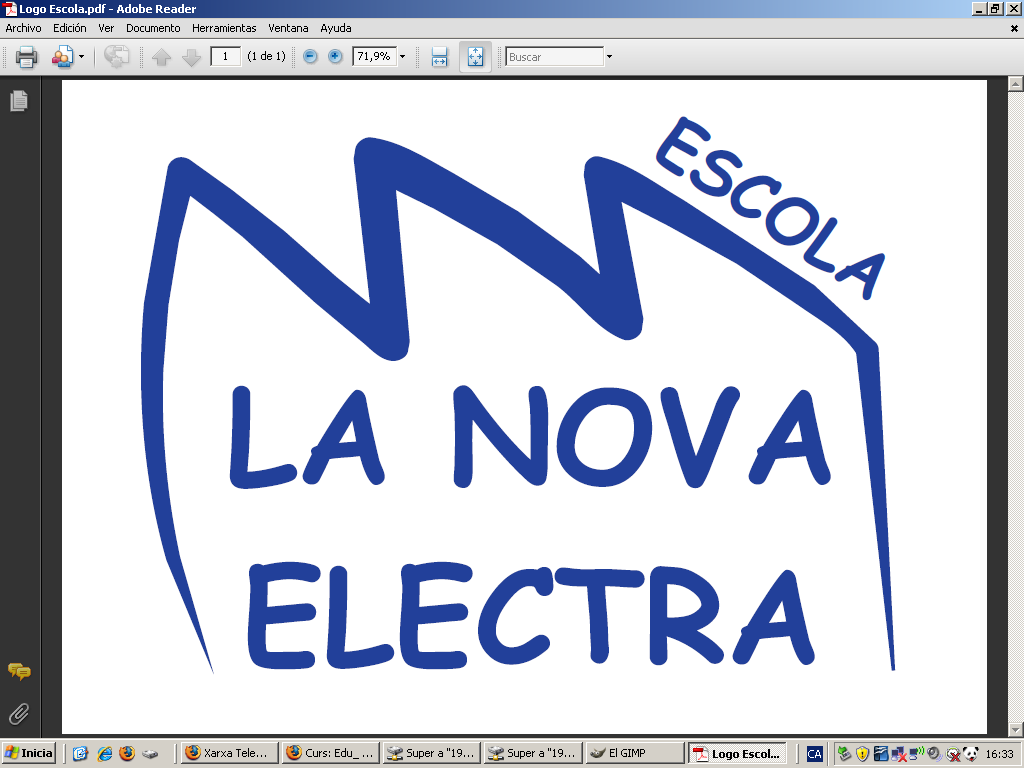 Logo Escola.pdf - Adobe Reader
Archivo Edición Ver Documento Herramientas Ventana Ayuda
1 (1 de 1) 71,9% Buscar
ESCOLA
LA NOVA
ELECTRA
Inicia Xarxa Tele... Curs: Edu_ ... Super a "19... Super a "19... El GIMP Logo Escol... CA 16:33